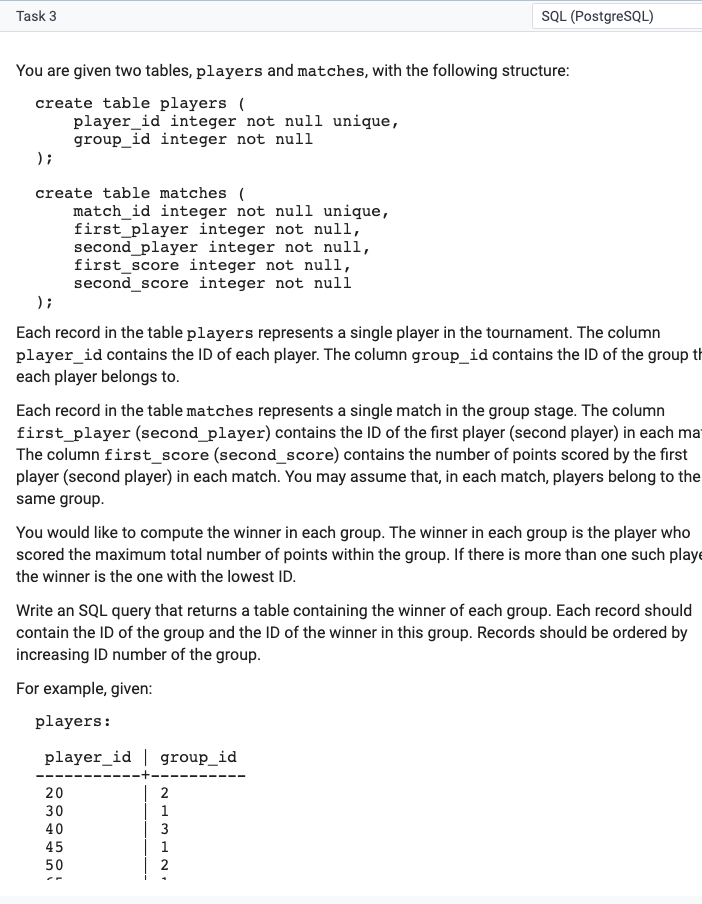 Task 3
SQL (PostgreSQL)
You are given two tables, players and matches, with the following structure:
create table players (
player_id integer not null unique,
group_id integer not null
);
create table matches (
match_id integer not null unique,
first_player integer not null,
second_player integer not null,
first_score integer not null,
second_score integer not null
);
Each record in the table players represents a single player in the tournament. The column
player_id contains the ID of each player. The column group_id contains the ID of the group
each player belongs to.
Each record in the table matches represents a single match in the group stage. The column
first_player (second_player) contains the ID of the first player (second player) in each
The column first_score (second_score) contains the number of points scored by the first
player (second player) in each match. You may assume that, in each match, players belong to the
same group.
You would like to compute the winner in each group. The winner in each group is the player who
scored the maximum total number of points within the group. If there is more than one such
the winner is the one with the lowest ID.
Write an SQL query that returns a table containing the winner of each group. Each record should
contain the ID of the group and the ID of the winner in this group. Records should be ordered by
increasing ID number of the group.
For example, given:
players:
player_id | group_id
-----------+----------
20 | 2
30 | 1
40 | 3
45 | 1
50 | 2